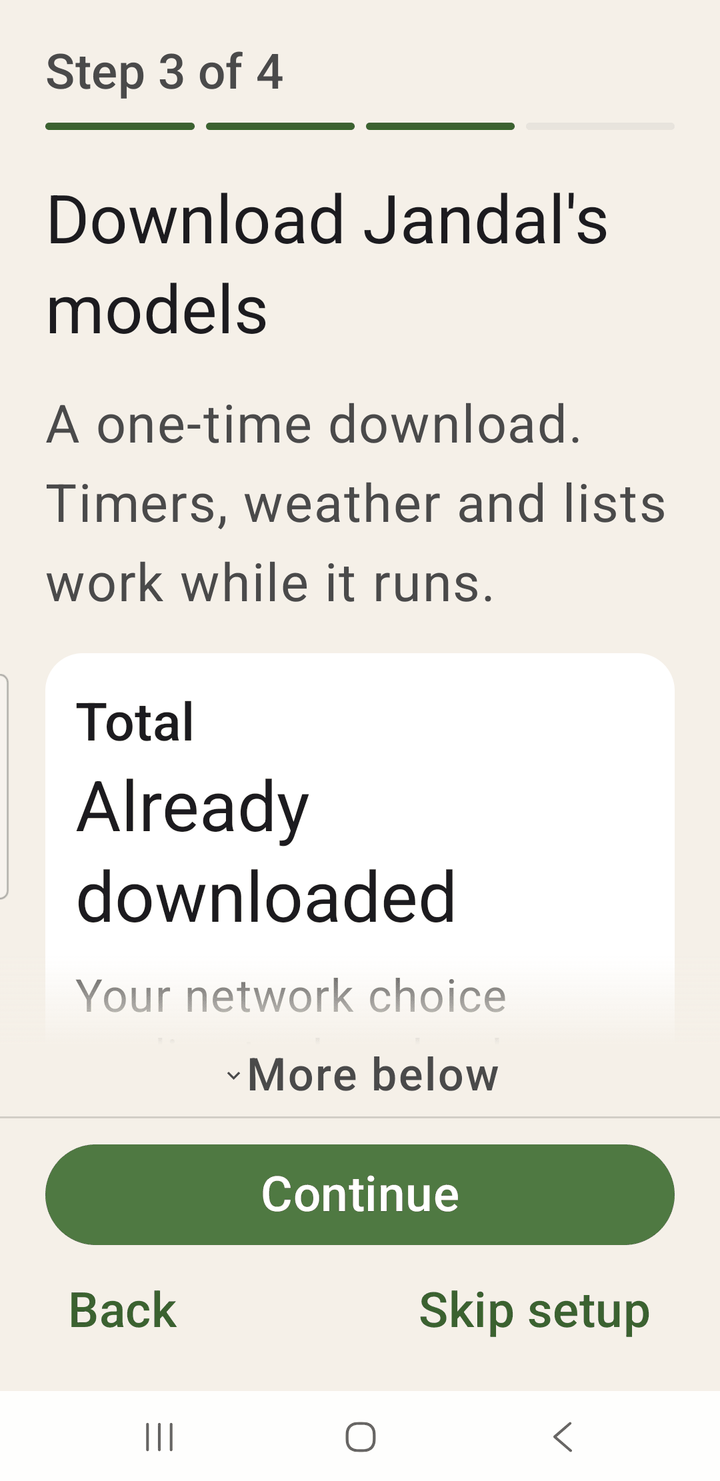 Step 3 of 4
Download Jandal's
models
A one-time download.
Timers, weather and lists
work while it runs.
Total
Already
downloaded
Your network choice
More below
Continue
Back
Skip setup